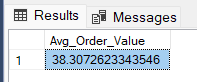 Results Messages
Avg_Order_Value
1 38.3072623343546